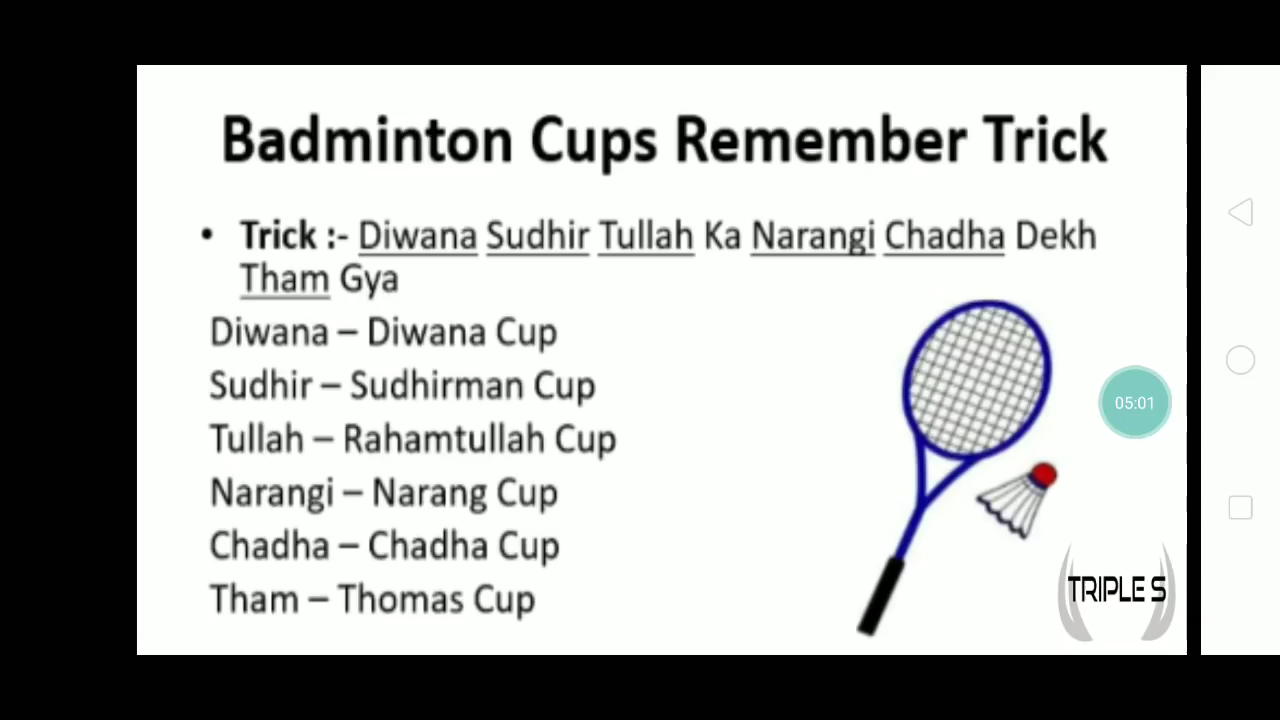 Badminton Cups Remember Trick
• Trick :- Diwana Sudhir Tullah Ka Narangi Chadha Dekh
Tham Gya
Diwana – Diwana Cup
Sudhir – Sudhirman Cup
Tullah – Rahamtullah Cup
Narangi – Narang Cup
Chadha – Chadha Cup
Tham – Thomas Cup
05:01
TRIPLE S